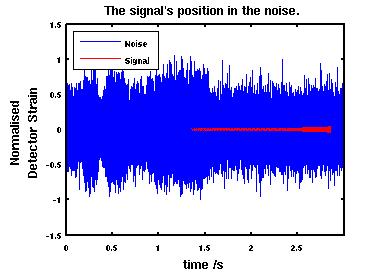 The signal's position in the noise.
Normalised
Detector Strain
1.5
1
0.5
0
-0.5
-1
-1.5
Noise
Signal
0
0.5
1
1.5
2
2.5
time /s